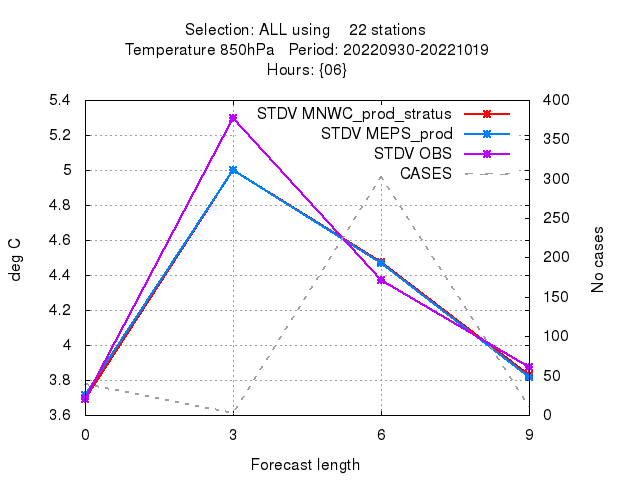 Selection: ALL using    22 stations
Temperature 850hPa   Period: 20220930-20221019
Hours: {06}
5.4
5.2
5
4.8
4.6
4.4
4.2
4
3.8
3.6
deg C
STDV MNWC_prod_stratus
STDV MEPS_prod
STDV OBS
CASES
400
350
300
250
200
150
100
50
0
No cases
0 3 6 9
Forecast length